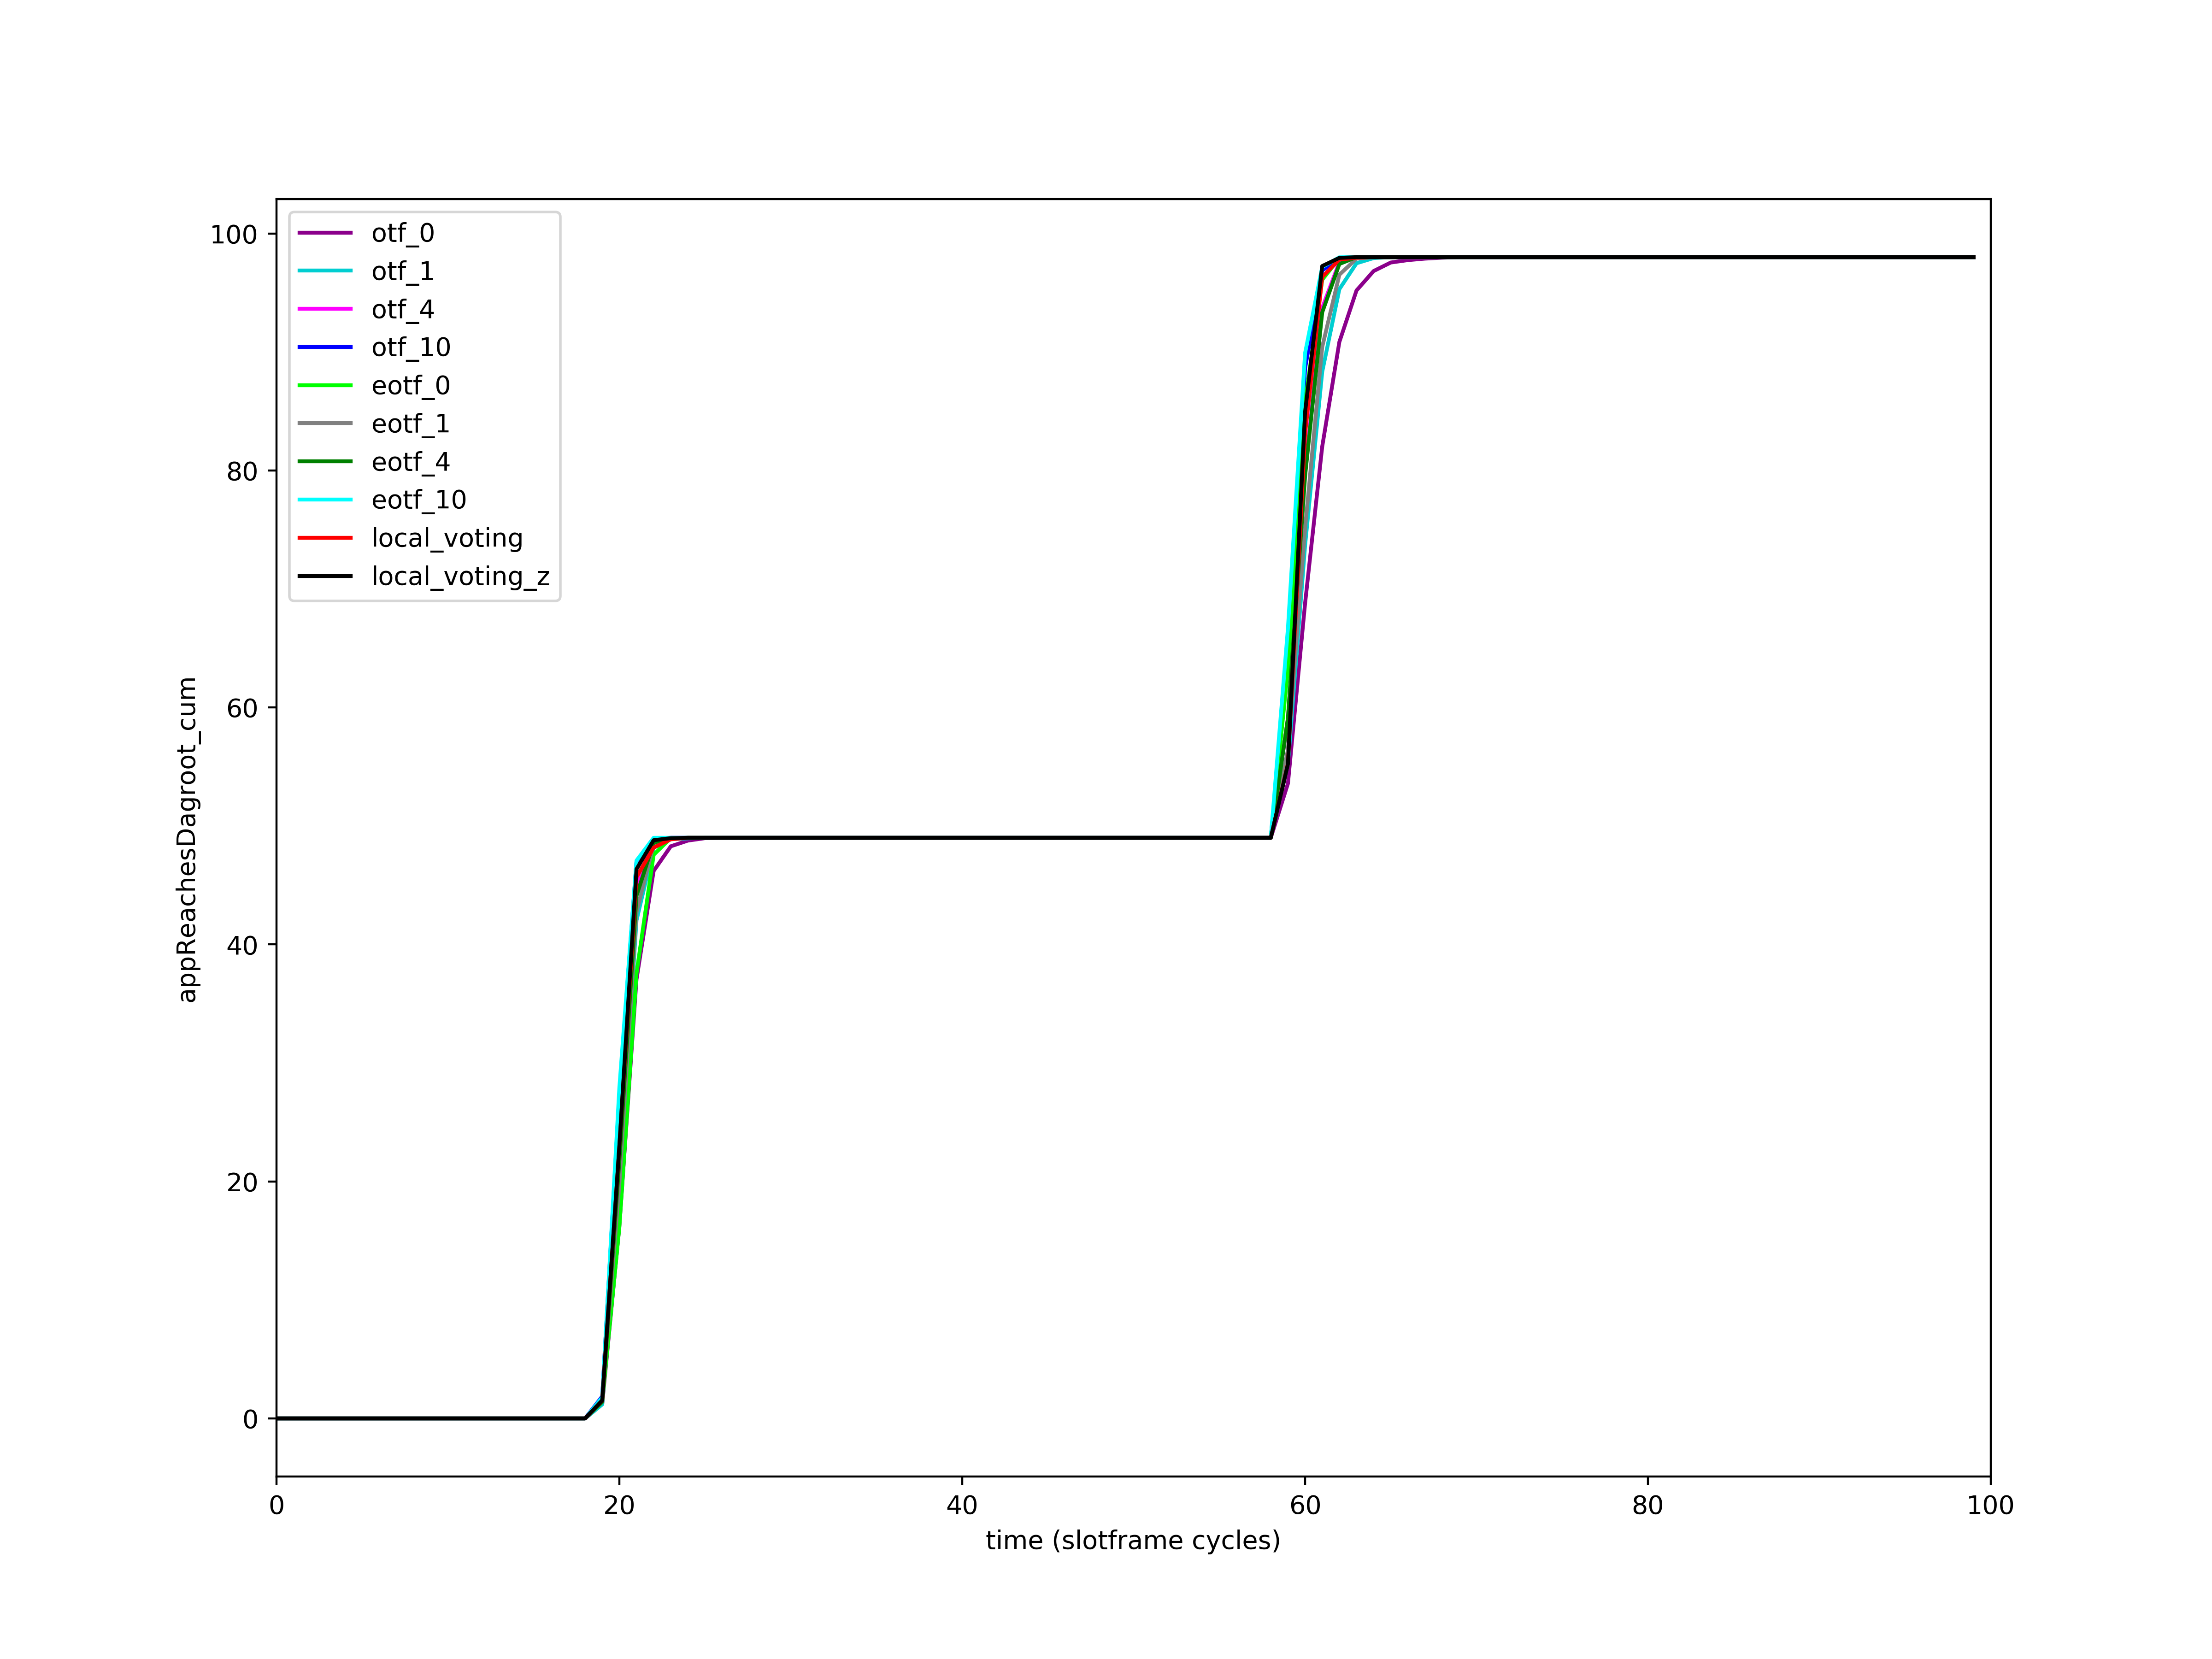 100
80
60
40
20
0
appReachesDagroot_cum
otf_0
otf_1
otf_4
otf_10
eotf_0
eotf_1
eotf_4
eotf_10
local_voting
local_voting_z
0 20 40 60 80 100
time (slotframe cycles)